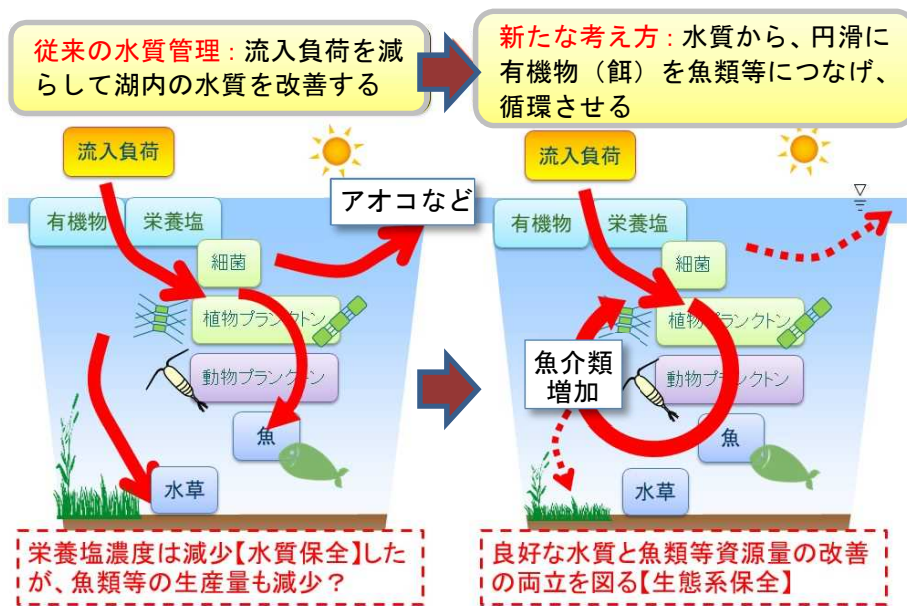 従来の水質管理：流入負荷を減
らして湖内の水質を改善する
新たな考え方：水質から、円滑に
有機物（餌）を魚類等につなげ、
循環させる
流入負荷
アオコなど
有機物
栄養塩
細菌
植物プランクトン
動物プランクトン
魚
水草
栄養塩濃度は減少【水質保全】した
が、魚類等の生産量も減少？
流入負荷
有機物
栄養塩
細菌
植物プランクトン
魚介類
増加
動物プランクトン
魚
水草
良好な水質と魚類等資源量の改善
の両立を図る【生態系保全】